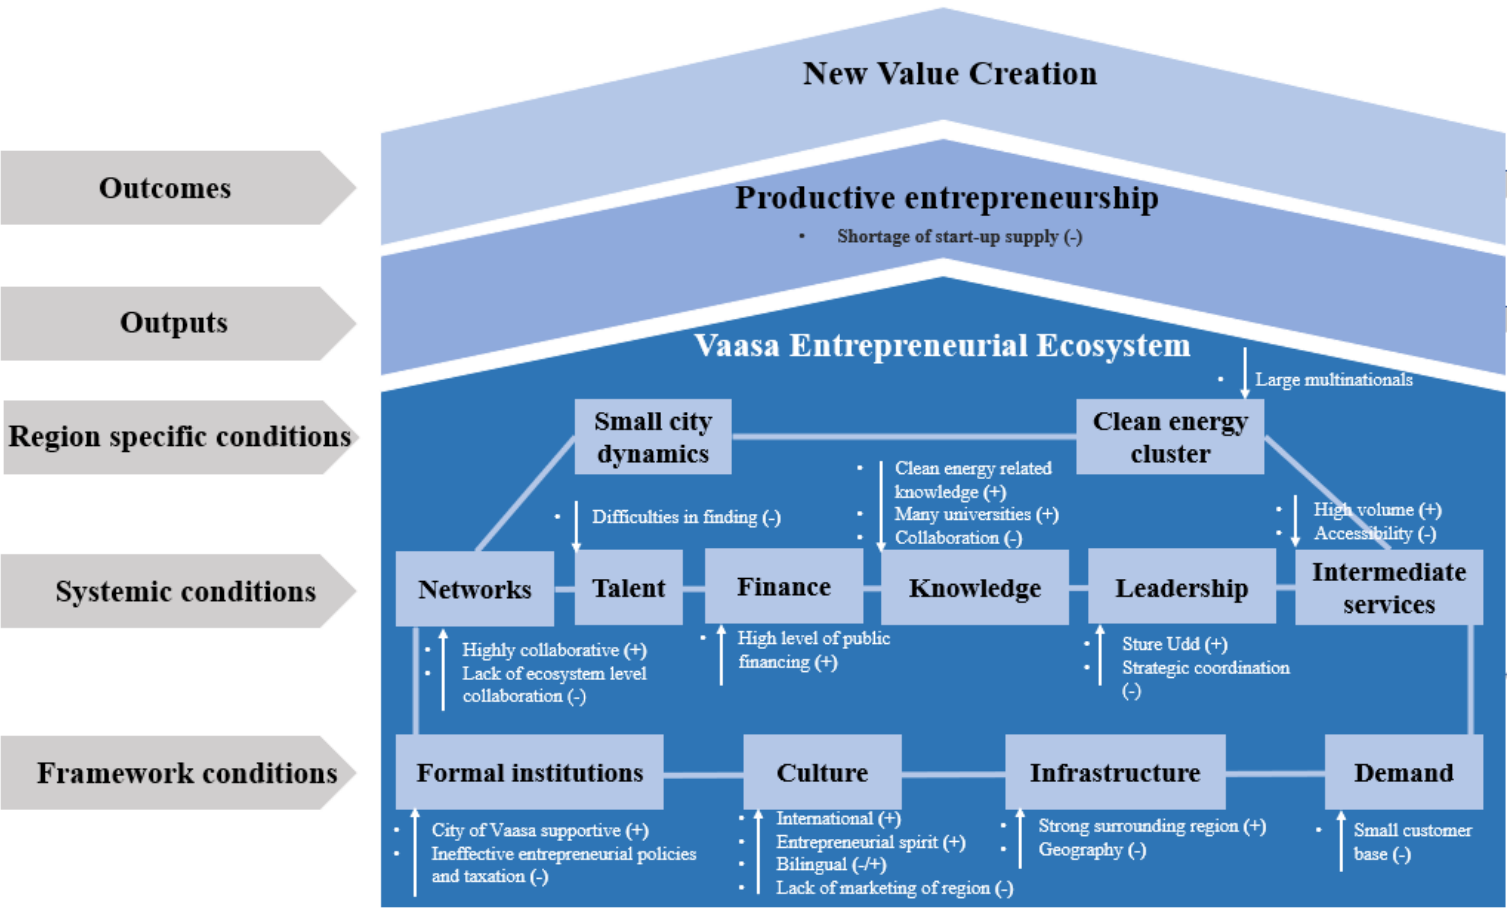 New Value Creation
Outcomes
Productive entrepreneurship
• Shortage of start-up supply (-)
Outputs
Vaasa Entrepreneurial Ecosystem
• Large multinationals
Region specific conditions
Small city
dynamics
Clean energy
cluster
• Clean energy related
knowledge (+)
• Many universities (+)
• Collaboration (-)
• Difficulties in finding (-)
• High volume (+)
• Accessibility (-)
Systemic conditions
Networks
Talent
Finance
Knowledge
Leadership
Intermediate
services
• Highly collaborative (+)
• Lack of ecosystem level
collaboration (-)
• High level of public
financing (+)
• Sture Udd (+)
• Strategic coordination
(-)
Framework conditions
Formal institutions
Culture
Infrastructure
Demand
• City of Vaasa supportive (+)
• Ineffective entrepreneurial policies
and taxation (-)
• International (+)
• Entrepreneurial spirit (+)
• Bilingual (-/+)
• Lack of marketing of region (-)
• Strong surrounding region (+)
• Geography (-)
• Small customer
base (-)